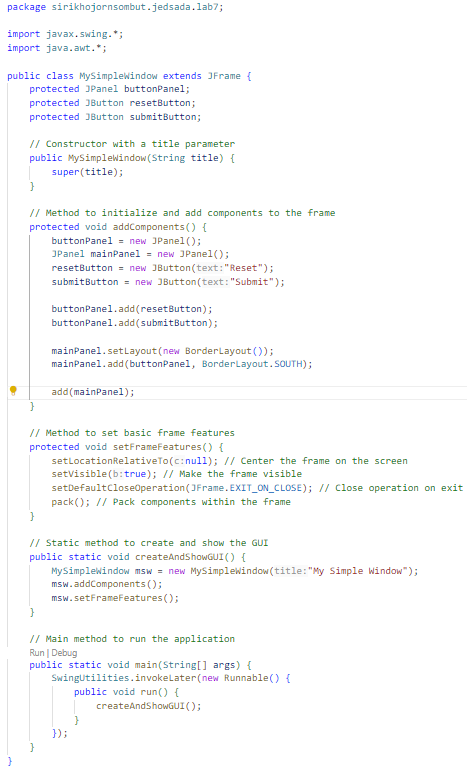 package sirikhojornsombut.jedsada.lab7;

import javax.swing.*;
import java.awt.*;

public class MySimpleWindow extends JFrame {
    protected JPanel buttonPanel;
    protected JButton resetButton;
    protected JButton submitButton;

    // Constructor with a title parameter
    public MySimpleWindow(String title) {
        super(title);
    }

    // Method to initialize and add components to the frame
    protected void addComponents() {
        buttonPanel = new JPanel();
        JPanel mainPanel = new JPanel();
        resetButton = new JButton(text:"Reset");
        submitButton = new JButton(text:"Submit");

        buttonPanel.add(resetButton);
        buttonPanel.add(submitButton);

        mainPanel.setLayout(new BorderLayout());
        mainPanel.add(buttonPanel, BorderLayout.SOUTH);

        add(mainPanel);
    }

    // Method to set basic frame features
    protected void setFrameFeatures() {
        setLocationRelativeTo(c:null); // Center the frame on the screen
        setVisible(b:true); // Make the frame visible
        setDefaultCloseOperation(JFrame.EXIT_ON_CLOSE); // Close operation on exit
        pack(); // Pack components within the frame
    }

    // Static method to create and show the GUI
    public static void createAndShowGUI() {
        MySimpleWindow msw = new MySimpleWindow(title:"My Simple Window");
        msw.addComponents();
        msw.setFrameFeatures();
    }

    // Main method to run the application
    Run | Debug
    public static void main(String[] args) {
        SwingUtilities.invokeLater(new Runnable() {
            public void run() {
                createAndShowGUI();
            }
        });
    }
}